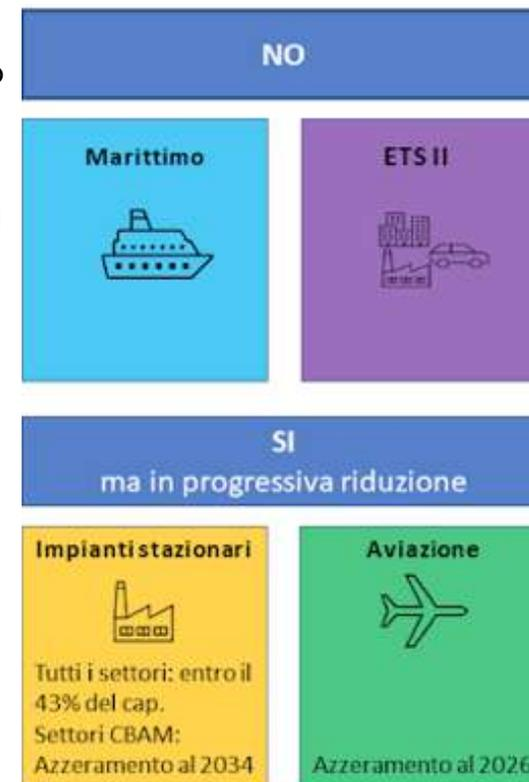 NO
Marittimo
ETS II
SI
ma in progressiva riduzione
Impianti stazionari
Aviazione
Tutti i settori: entro il
43% del cap.
Settori CBAM:
Azzeramento al 2034
Azzeramento al 2026